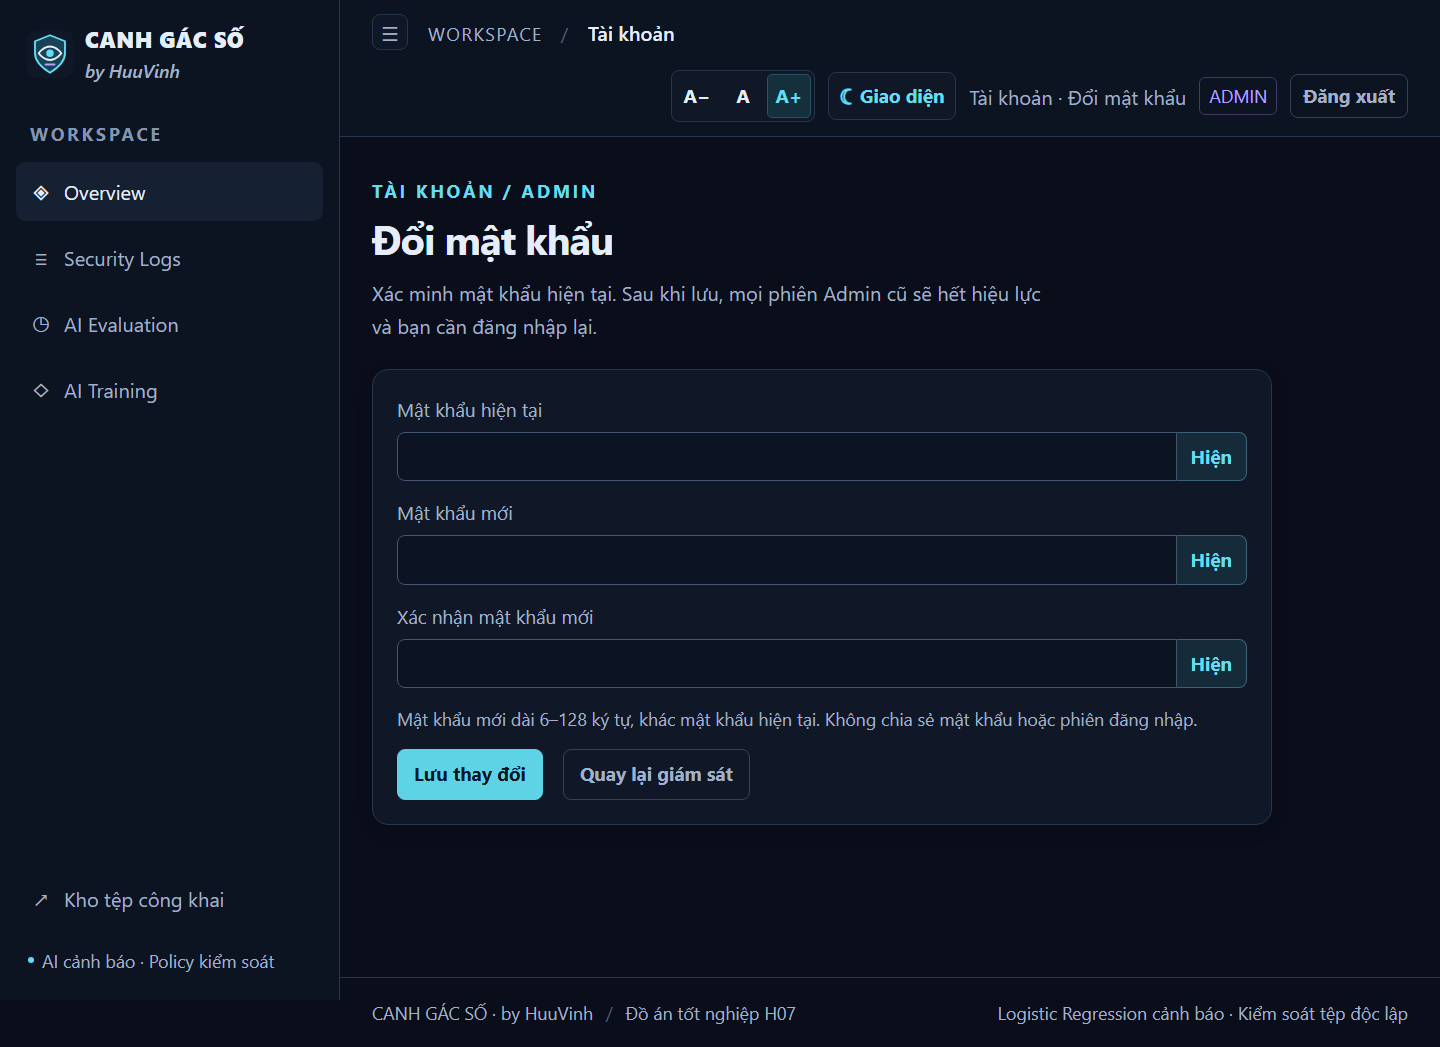 CANH GÁC SỐ
by HuuVinh
WORKSPACE
Overview
Security Logs
AI Evaluation
AI Training
Kho tệp công khai
AI cảnh báo · Policy kiểm soát
WORKSPACE / Tài khoản
A− A A+ Giao diện Tài khoản · Đổi mật khẩu ADMIN Đăng xuất
TÀI KHOẢN / ADMIN
Đổi mật khẩu
Xác minh mật khẩu hiện tại. Sau khi lưu, mọi phiên Admin cũ sẽ hết hiệu lực
và bạn cần đăng nhập lại.
Mật khẩu hiện tại
Hiện
Mật khẩu mới
Hiện
Xác nhận mật khẩu mới
Hiện
Mật khẩu mới dài 6–128 ký tự, khác mật khẩu hiện tại. Không chia sẻ mật khẩu hoặc phiên đăng nhập.
Lưu thay đổi Quay lại giám sát
CANH GÁC SỐ · by HuuVinh / Đồ án tốt nghiệp H07 Logistic Regression cảnh báo · Kiểm soát tệp độc lập